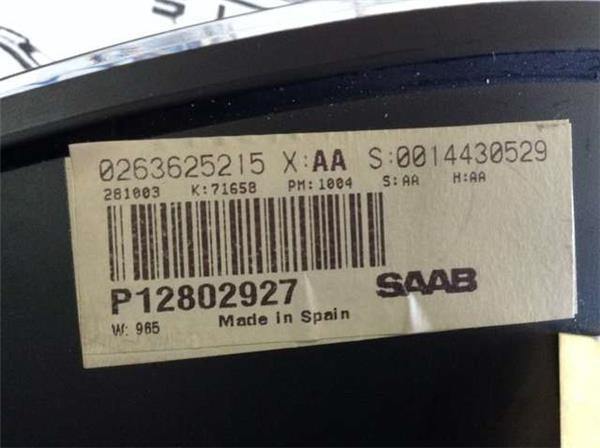 0263625215 X:AA S:0014430529
281003 K:71658 PM:1004 S:AA H:AA
P12802927 SAAB
W: 965 Made in Spain